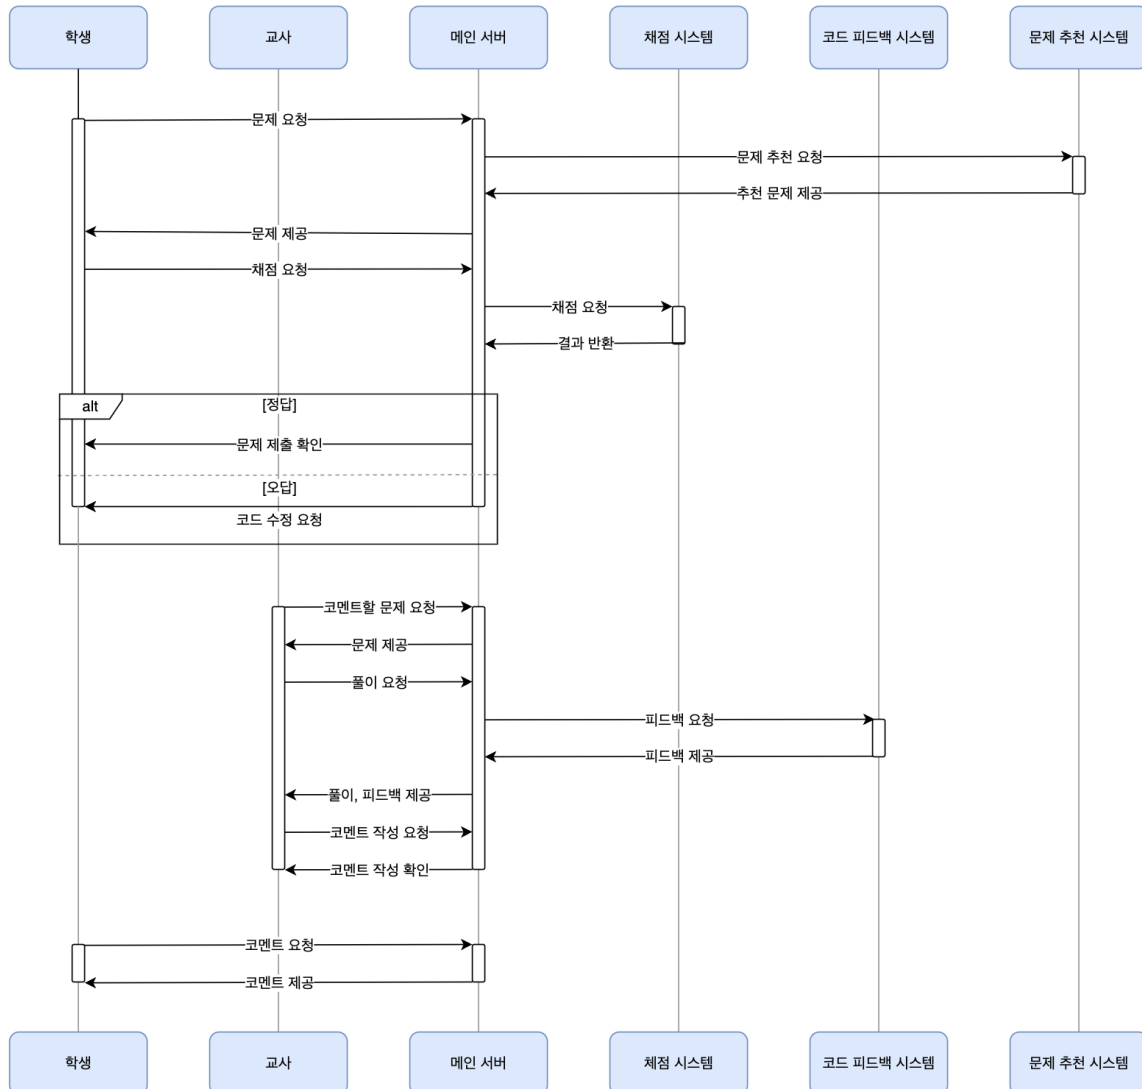 학생
교사
메인 서버
채점 시스템
코드 피드백 시스템
문제 추천 시스템
문제 요청
문제 추천 요청
추천 문제 제공
문제 제공
채점 요청
채점 요청
결과 반환
alt
[정답]
문제 제출 확인
[오답]
코드 수정 요청
코멘트할 문제 요청
문제 제공
풀이 요청
피드백 요청
피드백 제공
풀이, 피드백 제공
코멘트 작성 요청
코멘트 작성 확인
코멘트 요청
코멘트 제공
학생
교사
메인 서버
체점 시스템
코드 피드백 시스템
문제 추천 시스템